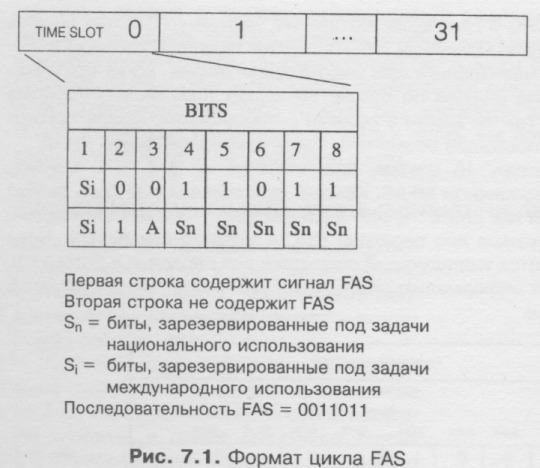 TIME SLOT 0 1 ... 31
BITS
1 2 3 4 5 6 7 8
Si 0 0 1 1 0 1 1
Si 1 A Sn Sn Sn Sn Sn
Первая строка содержит сигнал FAS
Вторая строка не содержит FAS
Sn = биты, зарезервированные под задачи
национального использования
Si = биты, зарезервированные под задачи
международного использования
Последовательность FAS = 0011011
Рис. 7.1. Формат цикла FAS